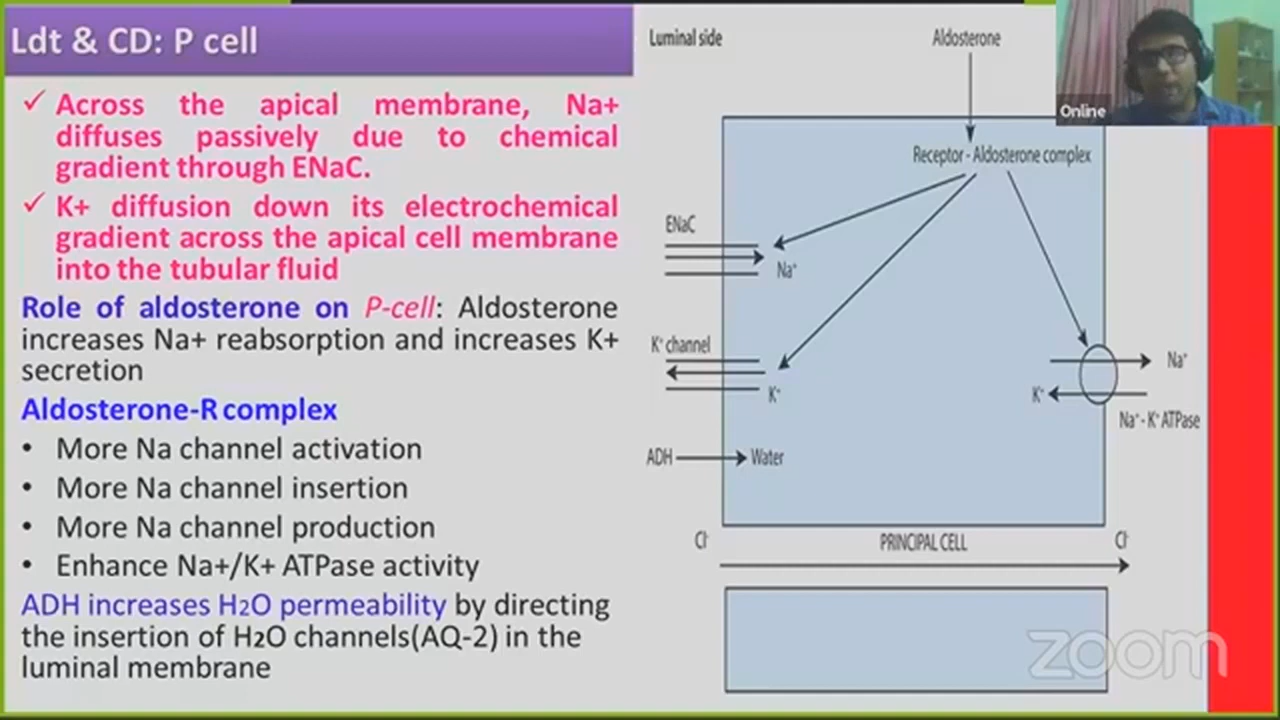 Ldt & CD: P cell
✓ Across the apical membrane, Na+
diffuses passively due to chemical
gradient through ENaC.
✓ K+ diffusion down its electrochemical
gradient across the apical cell membrane
into the tubular fluid
Role of aldosterone on P-cell: Aldosterone
increases Na+ reabsorption and increases K+
secretion
Aldosterone-R complex
• More Na channel activation
• More Na channel insertion
• More Na channel production
• Enhance Na+/K+ ATPase activity
ADH increases H2O permeability by directing
the insertion of H2O channels(AQ-2) in the
luminal membrane
Luminal side
Aldosterone
Online
Receptor - Aldosterone complex
ENaC
Na⁺
K⁺ channel
K⁺
Na⁺
K⁺
Na⁺ - K⁺ ATPase
ADH
Water
Cl⁻
PRINCIPAL CELL
Cl⁻
zoom